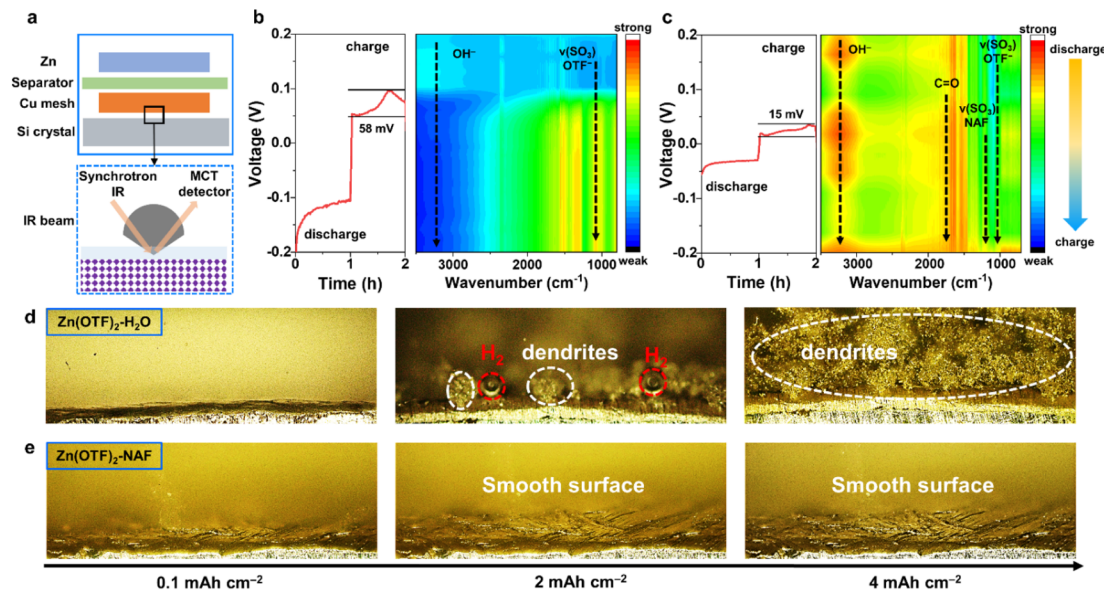 a
Zn
Separator
Cu mesh
Si crystal
Synchrotron
IR
MCT
detector
IR beam
b
charge
58 mV
discharge
0.2
0.1
0.0
-0.1
-0.2
Voltage (V)
0 1 2
Time (h)
OH⁻
ν(SO₃)
OTF⁻
3000 2000 1000
Wavenumber (cm⁻¹)
strong
weak
c
charge
15 mV
discharge
0.2
0.1
0.0
-0.1
-0.2
Voltage (V)
0 1 2
Time (h)
OH⁻
C=O
ν(SO₃)
NAF
ν(SO₃)
OTF⁻
3000 2000 1000
Wavenumber (cm⁻¹)
strong
weak
discharge
charge
d
Zn(OTF)₂-H₂O
H₂
dendrites
H₂
dendrites
e
Zn(OTF)₂-NAF
Smooth surface
Smooth surface
0.1 mAh cm⁻²
2 mAh cm⁻²
4 mAh cm⁻²